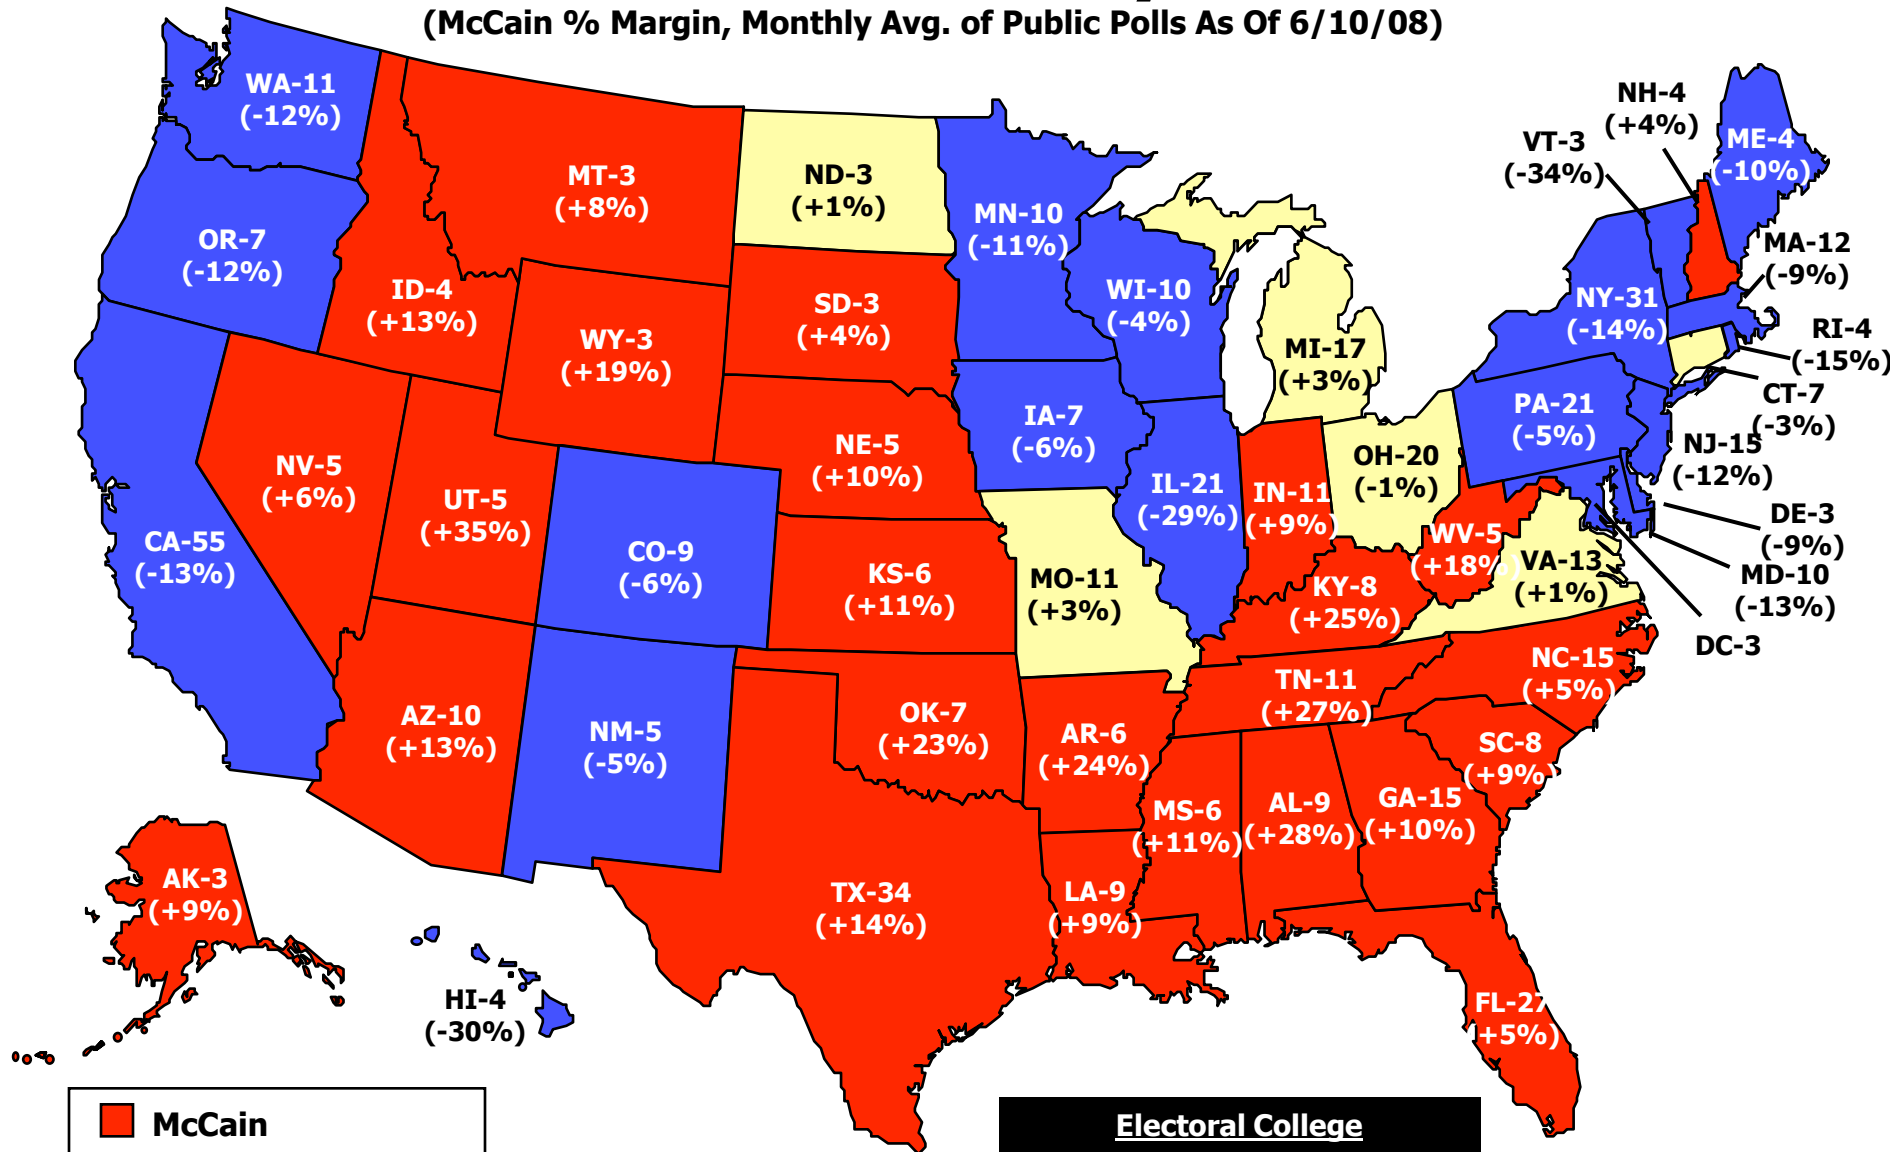 (McCain % Margin, Monthly Avg. of Public Polls As Of 6/10/08)
WA-11
(-12%)
OR-7
(-12%)
CA-55
(-13%)
ID-4
(+13%)
NV-5
(+6%)
UT-5
(+35%)
AZ-10
(+13%)
MT-3
(+8%)
WY-3
(+19%)
CO-9
(-6%)
NM-5
(-5%)
ND-3
(+1%)
SD-3
(+4%)
NE-5
(+10%)
KS-6
(+11%)
OK-7
(+23%)
TX-34
(+14%)
MN-10
(-11%)
IA-7
(-6%)
MO-11
(+3%)
AR-6
(+24%)
LA-9
(+9%)
WI-10
(-4%)
IL-21
(-29%)
MI-17
(+3%)
IN-11
(+9%)
OH-20
(-1%)
KY-8
(+25%)
TN-11
(+27%)
MS-6
(+11%)
AL-9
(+28%)
GA-15
(+10%)
FL-27
+5%)
SC-8
(+9%)
NC-15
(+5%)
VA-13
(+1%)
WV-5
(+18%)
PA-21
(-5%)
NY-31
(-14%)
VT-3
(-34%)
NH-4
(+4%)
ME-4
(-10%)
MA-12
(-9%)
RI-4
(-15%)
CT-7
(-3%)
NJ-15
(-12%)
DE-3
(-9%)
MD-10
(-13%)
DC-3
AK-3
(+9%)
HI-4
(-30%)
McCain
Electoral College